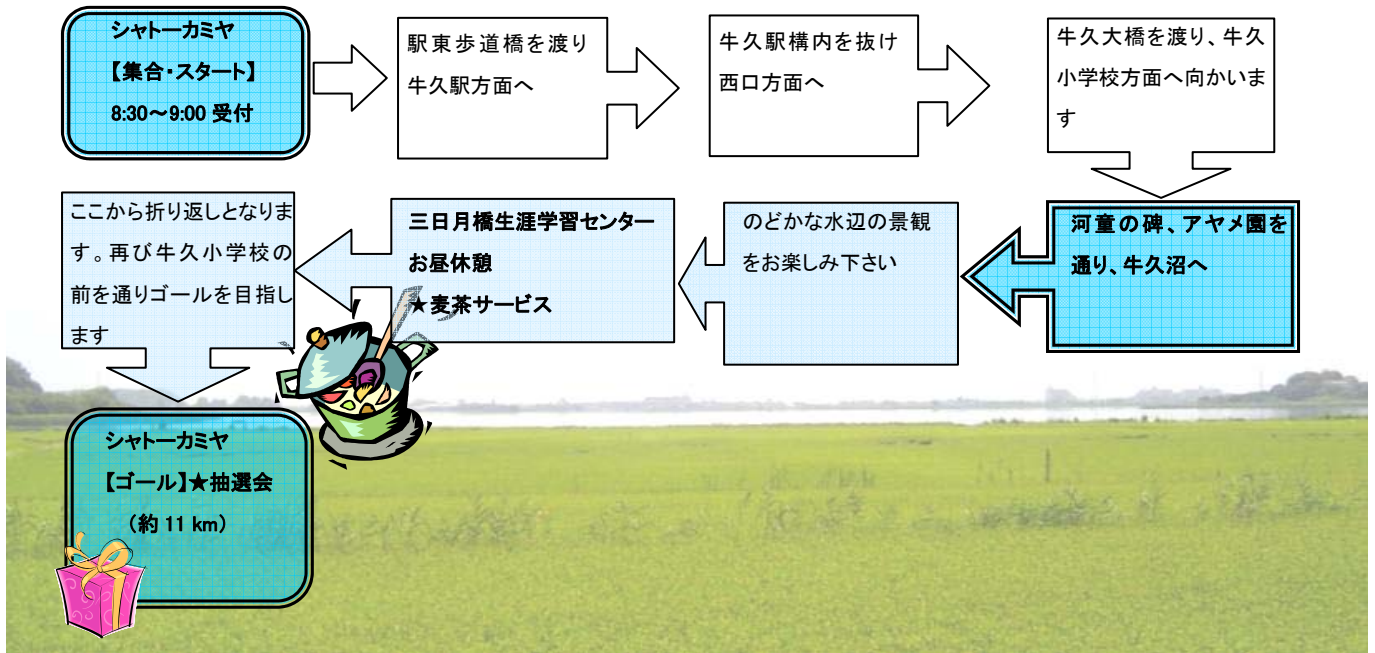 シャトーカミヤ
【集合・スタート】
8:30～9:00 受付
駅東歩道橋を渡り
牛久駅方面へ
牛久駅構内を抜け
西口方面へ
牛久大橋を渡り、牛久
小学校方面へ向かいま
す
河童の碑、アヤメ園を
通り、牛久沼へ
のどかな水辺の景観
をお楽しみ下さい
三日月橋生涯学習センター
お昼休憩
★麦茶サービス
ここから折り返しとなりま
す。再び牛久小学校の
前を通りゴールを目指し
ます
シャトーカミヤ
【ゴール】★抽選会
（約 11 km）